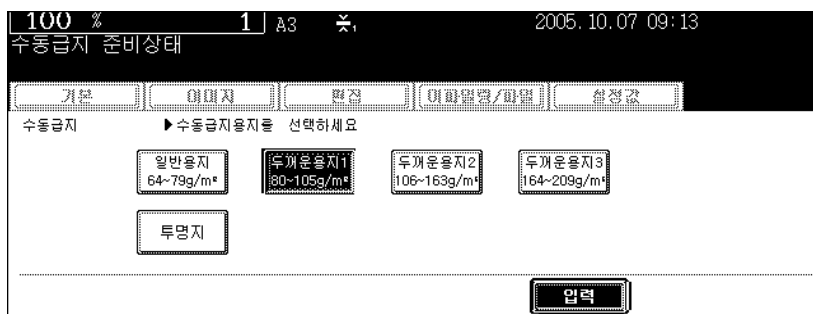 100 % 1 A3 1 2005.10.07 09:13
수동급지 준비상태
기본 이미지 편집 이파일링/파일 설정값
수동급지 ▶수동급지용지를 선택하세요
일반용지 두꺼운용지1 두꺼운용지2 두꺼운용지3
64~79g/m² 80~105g/m² 106~163g/m² 164~209g/m²
투명지
입력